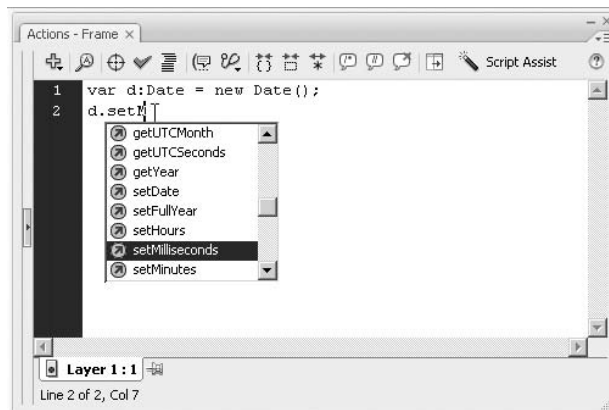 Actions - Frame ×
Script Assist
1 var d:Date = new Date();
2 d.setM
getUTCMonth
getUTCSeconds
getYear
setDate
setFullYear
setHours
setMilliseconds
setMinutes
Layer 1 : 1
Line 2 of 2, Col 7